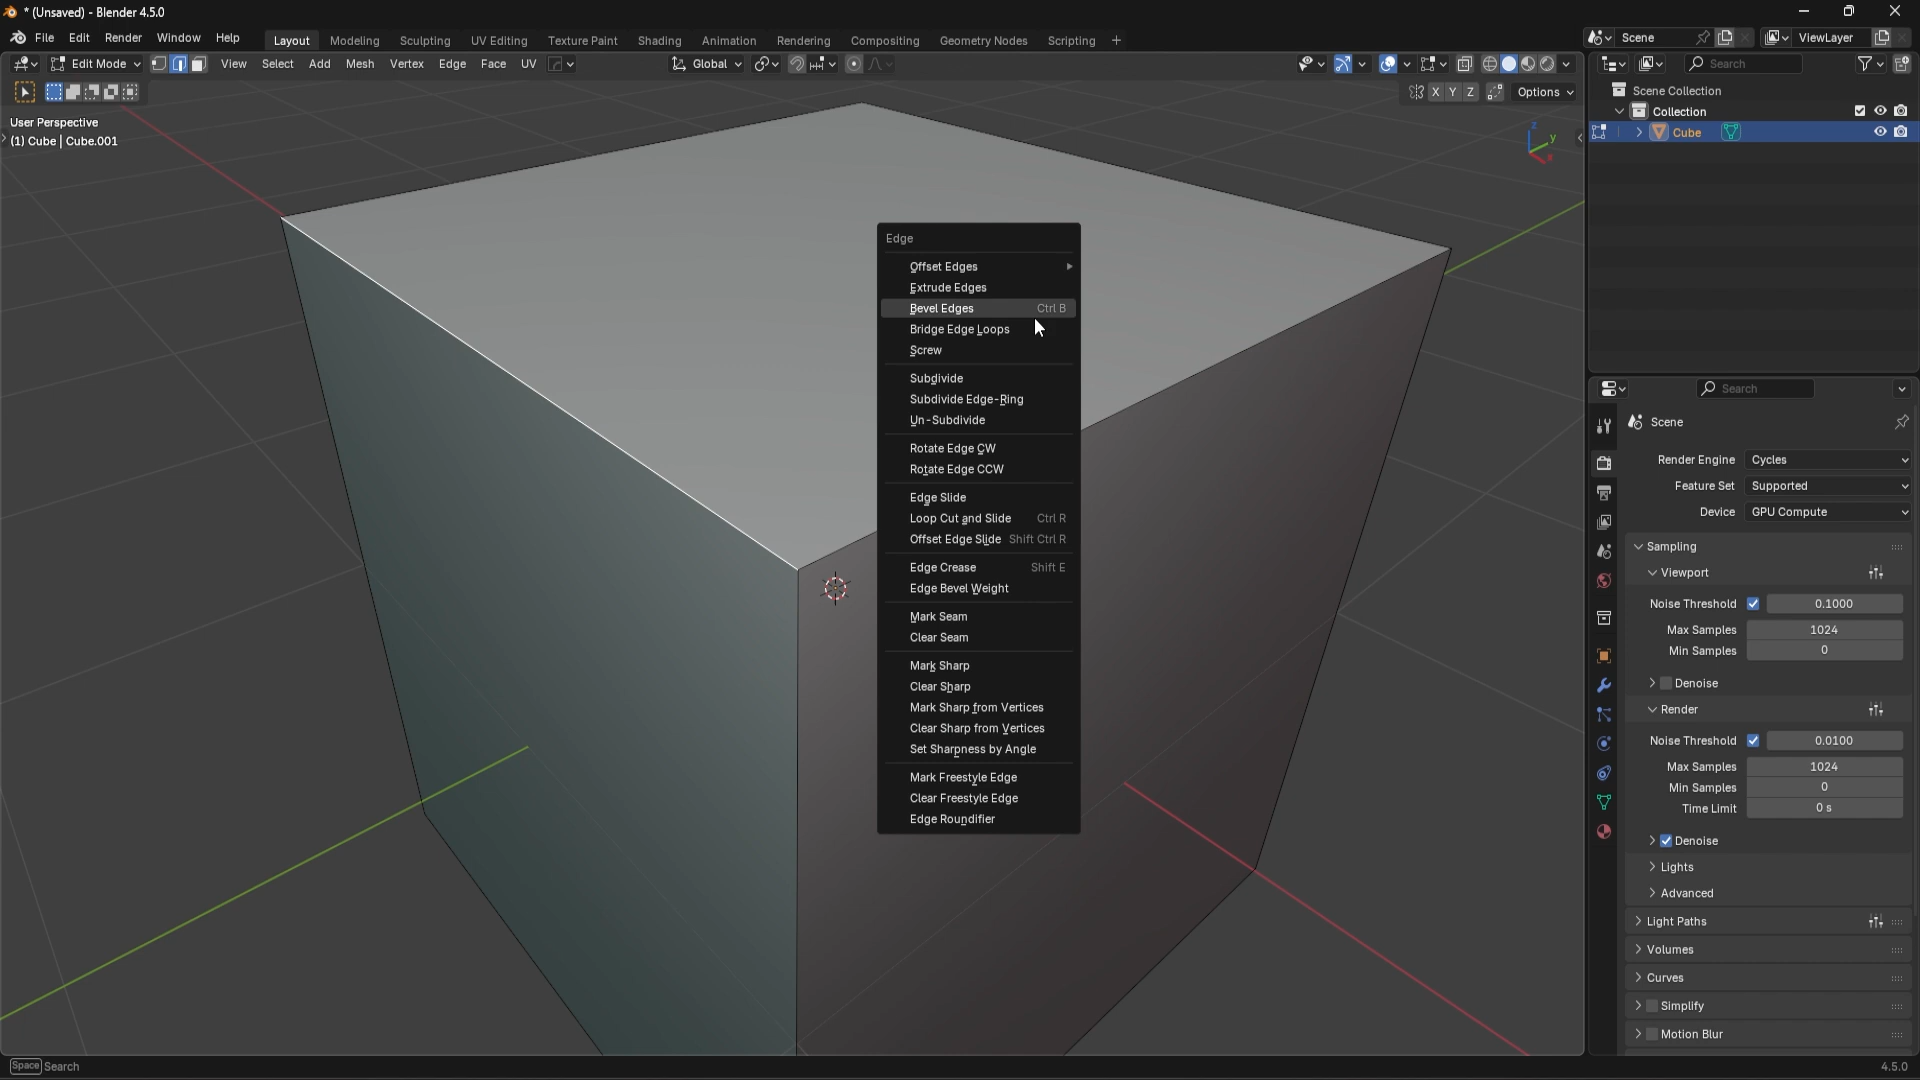 * (Unsaved) - Blender 4.5.0
File Edit Render Window Help
Layout Modeling Sculpting UV Editing Texture Paint Shading Animation Rendering Compositing Geometry Nodes Scripting +
Scene
ViewLayer
Edit Mode View Select Add Mesh Vertex Edge Face UV
Global
Search
X Y Z Options
User Perspective
(1) Cube | Cube.001
Z
Y
X
Scene Collection
Collection
Cube
Edge
Offset Edges
Extrude Edges
Bevel Edges Ctrl B
Bridge Edge Loops
Screw
Subdivide
Subdivide Edge-Ring
Un-Subdivide
Rotate Edge CW
Rotate Edge CCW
Edge Slide
Loop Cut and Slide Ctrl R
Offset Edge Slide Shift Ctrl R
Edge Crease Shift E
Edge Bevel Weight
Mark Seam
Clear Seam
Mark Sharp
Clear Sharp
Mark Sharp from Vertices
Clear Sharp from Vertices
Set Sharpness by Angle
Mark Freestyle Edge
Clear Freestyle Edge
Edge Roundifier
Search
Scene
Render Engine Cycles
Feature Set Supported
Device GPU Compute
Sampling
Viewport
Noise Threshold 0.1000
Max Samples 1024
Min Samples 0
Denoise
Render
Noise Threshold 0.0100
Max Samples 1024
Min Samples 0
Time Limit 0 s
Denoise
Lights
Advanced
Light Paths
Volumes
Curves
Simplify
Motion Blur
Space Search
4.5.0